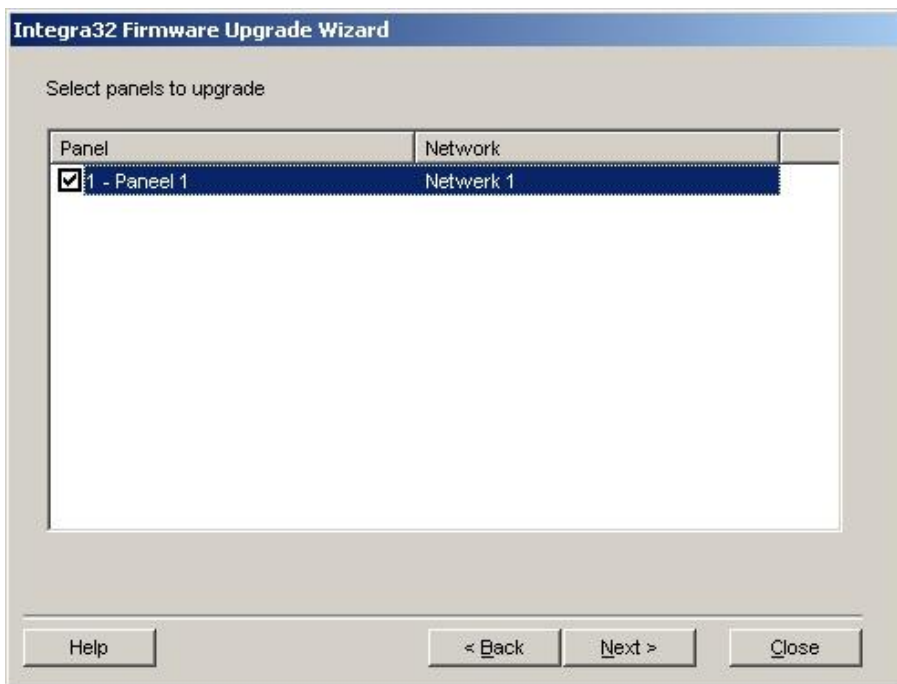 Integra32 Firmware Upgrade Wizard
Select panels to upgrade
Panel Network
1 - Paneel 1 Netwerk 1
Help < Back Next > Close